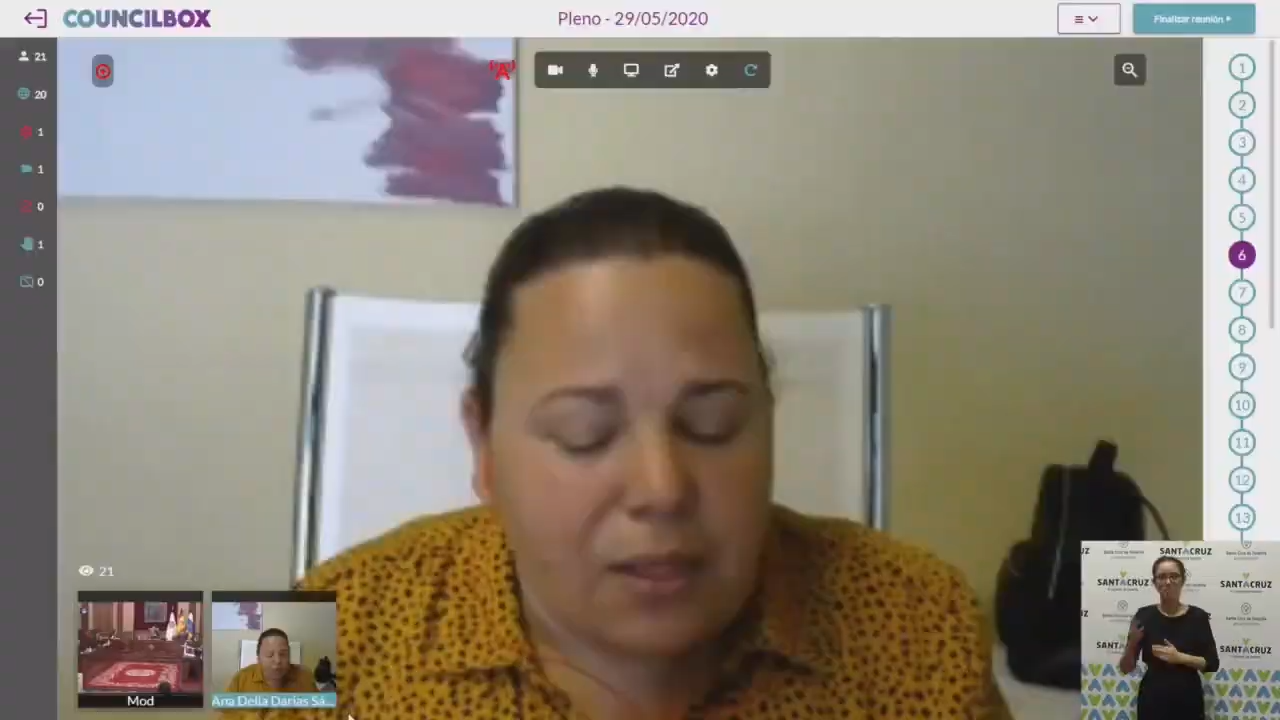 COUNCILBOX
Pleno - 29/05/2020
Finalizar reunión
21
20
1
1
0
1
0
1
2
3
4
5
6
7
8
9
10
11
12
13
21
Mod
Ana Delia Darias Sá...
SANTACRUZ
SANTACRUZ
SANTACRUZ